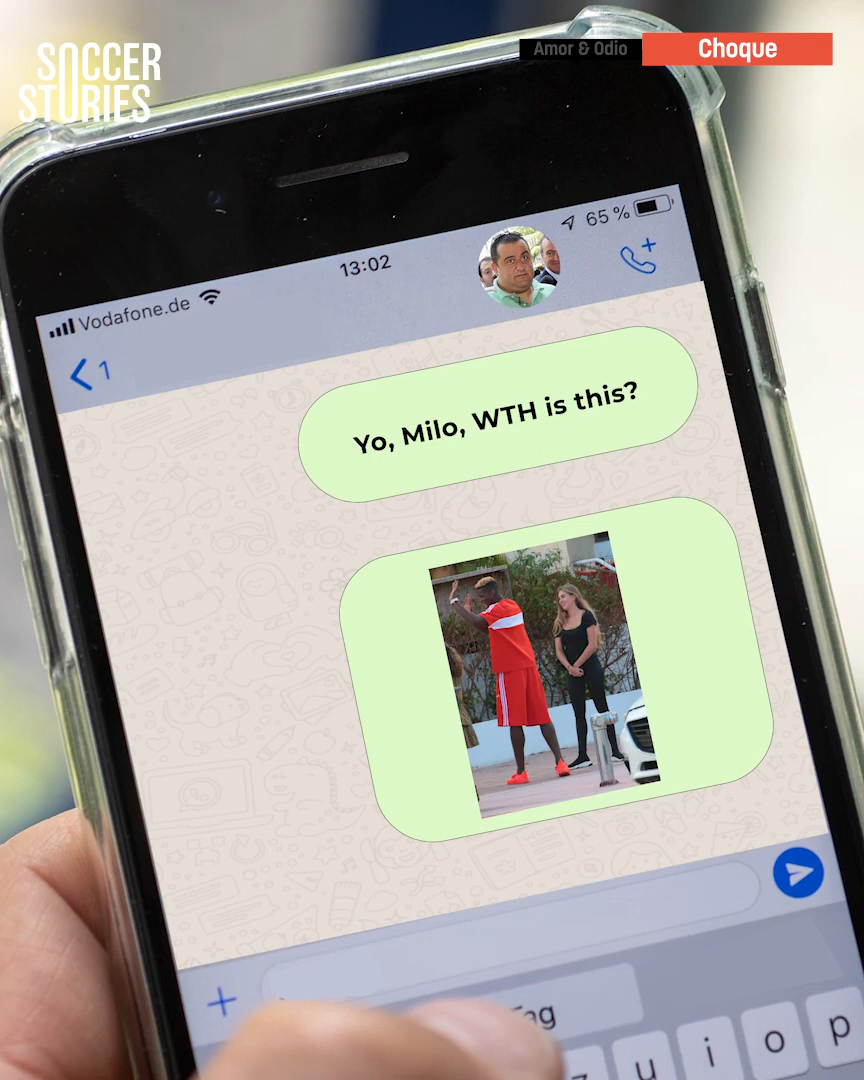 SOCCER
STORIES
Amor & Odio
Choque
65 %
13:02
Vodafone.de
1
Yo, Milo, WTH is this?
u i o p